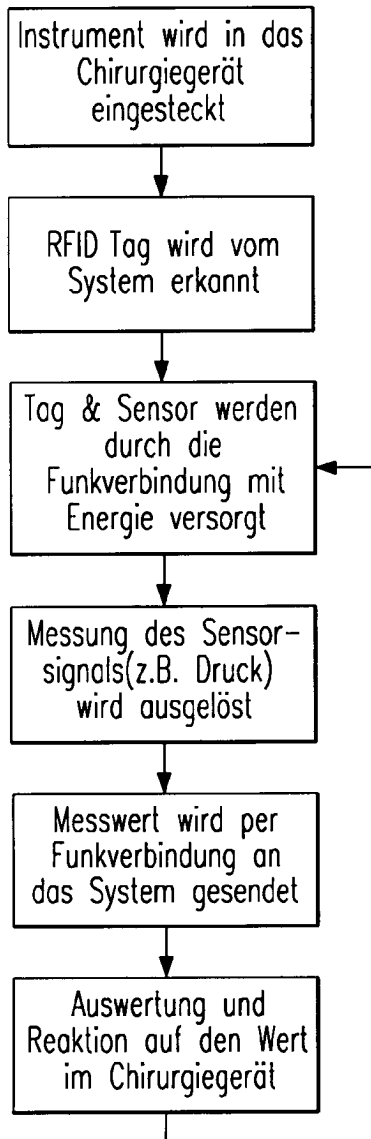 Instrument wird in das
Chirurgiegerät
eingesteckt
RFID Tag wird vom
System erkannt
Tag & Sensor werden
durch die
Funkverbindung mit
Energie versorgt
Messung des Sensor-
signals(z.B. Druck)
wird ausgelöst
Messwert wird per
Funkverbindung an
das System gesendet
Auswertung und
Reaktion auf den Wert
im Chirurgiegerät